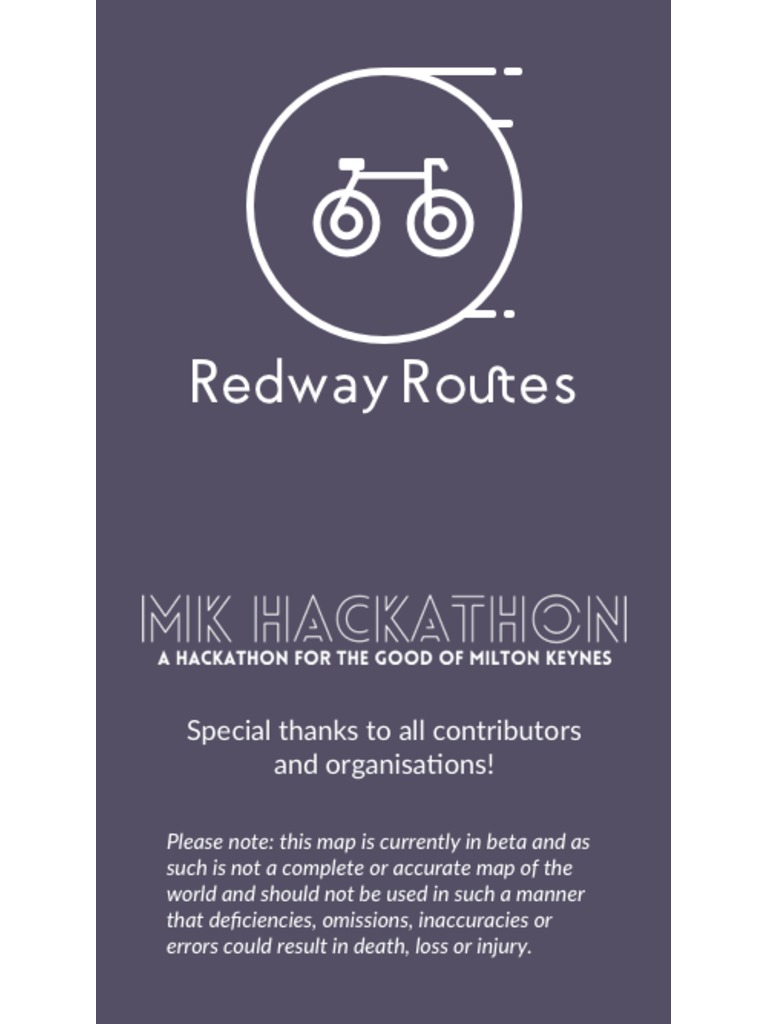 Redway Routes
MK HACKATHON
A HACKATHON FOR THE GOOD OF MILTON KEYNES
Special thanks to all contributors
and organisations!
Please note: this map is currently in beta and as
such is not a complete or accurate map of the
world and should not be used in such a manner
that deficiencies, omissions, inaccuracies or
errors could result in death, loss or injury.